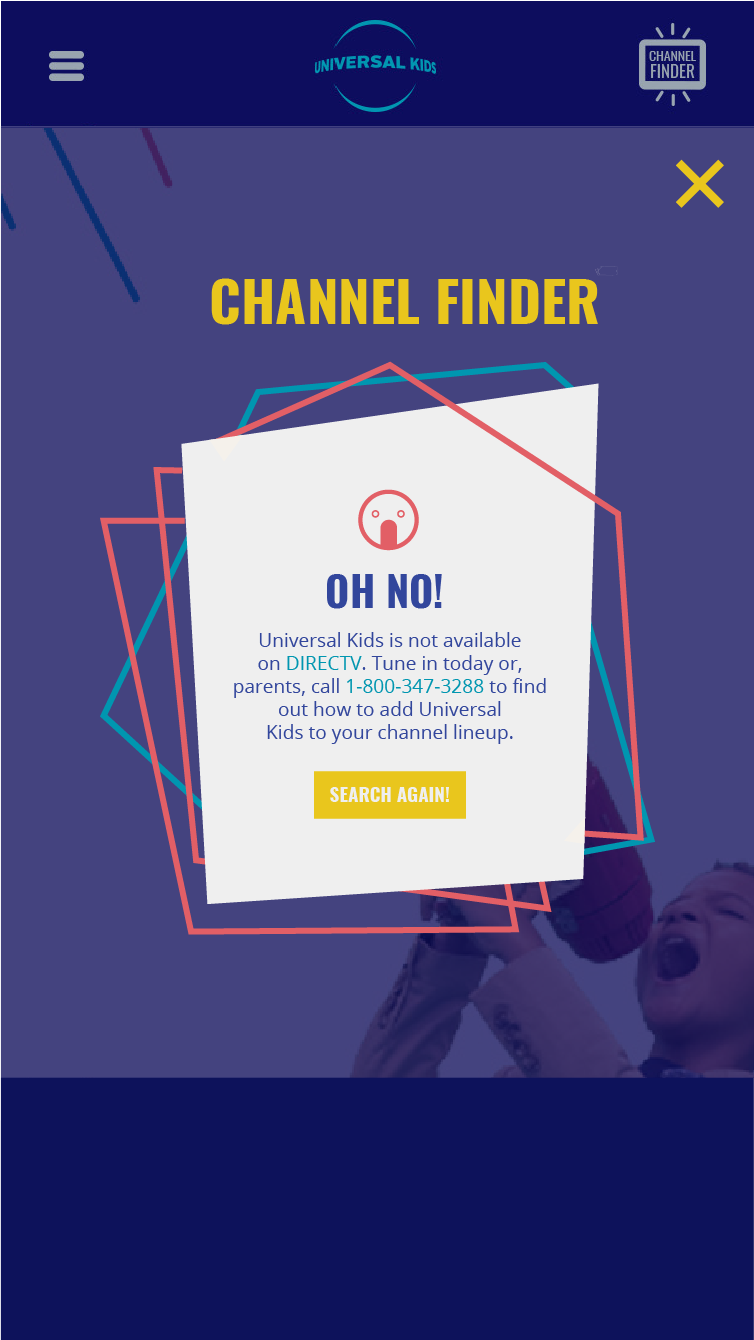 UNIVERSAL KIDS
CHANNEL
FINDER
CHANNEL FINDER
OH NO!
Universal Kids is not available
on DIRECTV. Tune in today or,
parents, call 1-800-347-3288 to find
out how to add Universal
Kids to your channel lineup.
SEARCH AGAIN!